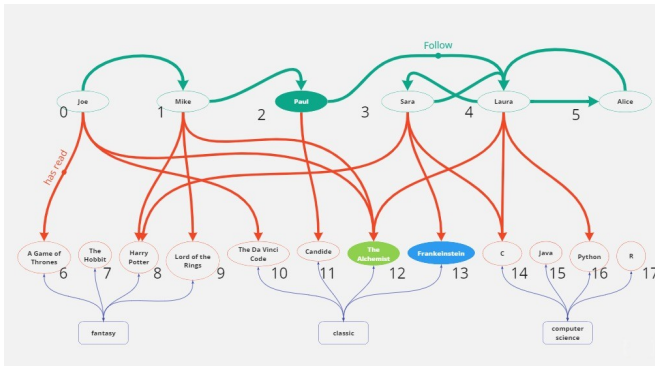 Follow
Joe
Mike
Paul
Sara
Laura
Alice
0
1
2
3
4
5
has read
A Game of
Thrones
The
Hobbit
Harry
Potter
Lord of the
Rings
The Da Vinci
Code
Candide
The
Alchemist
Frankeinstein
C
Java
Python
R
6
7
8
9
10
11
12
13
14
15
16
17
fantasy
classic
computer
science